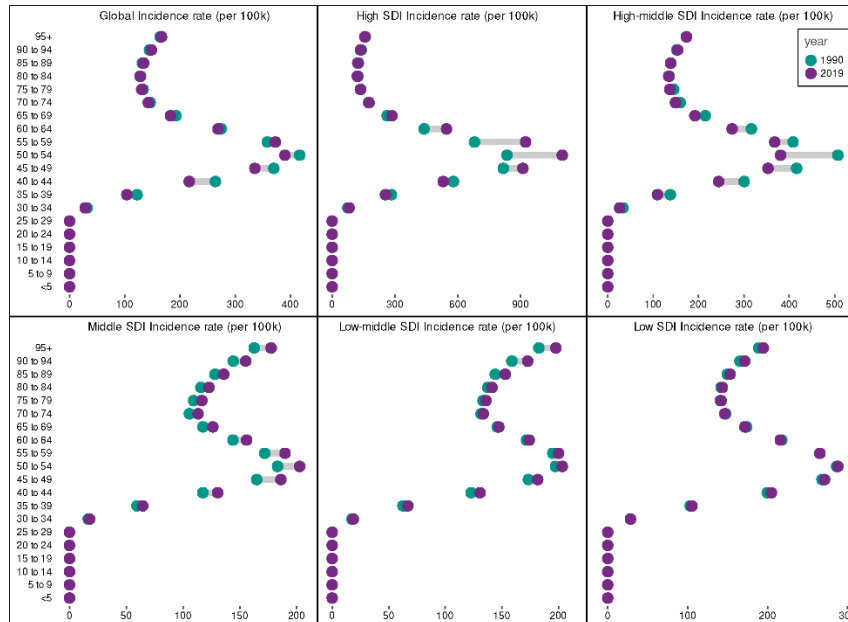 Global Incidence rate (per 100k)
High SDI Incidence rate (per 100k)
High-middle SDI Incidence rate (per 100k)
year
1990
2019
95+
90 to 94
85 to 89
80 to 84
75 to 79
70 to 74
65 to 69
60 to 64
55 to 59
50 to 54
45 to 49
40 to 44
35 to 39
30 to 34
25 to 29
20 to 24
15 to 19
10 to 14
5 to 9
<5
0 100 200 300 400
0 300 600 900
0 100 200 300 400 500
Middle SDI Incidence rate (per 100k)
Low-middle SDI Incidence rate (per 100k)
Low SDI Incidence rate (per 100k)
95+
90 to 94
85 to 89
80 to 84
75 to 79
70 to 74
65 to 69
60 to 64
55 to 59
50 to 54
45 to 49
40 to 44
35 to 39
30 to 34
25 to 29
20 to 24
15 to 19
10 to 14
5 to 9
<5
0 100 200
0 50 100 150 200
0 100 200 300